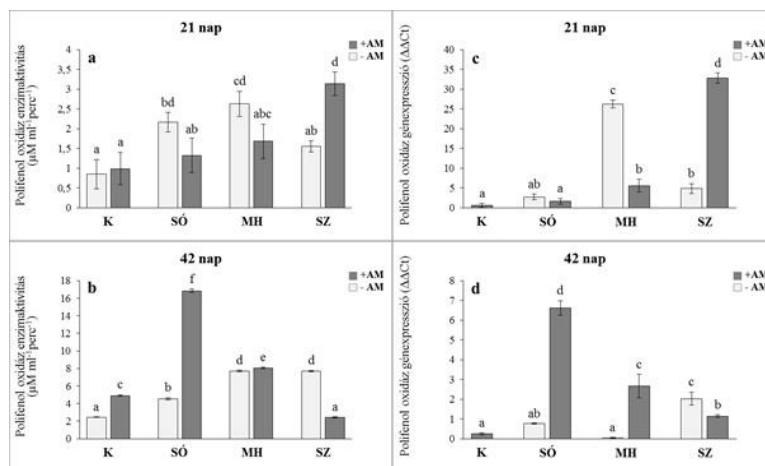 21 nap
a
+AM
- AM
Polifenol oxidáz enzimaktivitás
(µM ml⁻¹perc⁻¹)
4
3,5
3
2,5
2
1,5
1
0,5
0
a
a
bd
ab
cd
abc
ab
d
K
SÓ
MH
SZ
21 nap
c
+AM
- AM
Polifenol oxidáz génexpresszió (ΔΔCt)
40
35
30
25
20
15
10
5
0
a
ab
a
c
b
b
d
K
SÓ
MH
SZ
42 nap
b
+AM
- AM
Polifenol oxidáz enzimaktivitás
(µM ml⁻¹perc⁻¹)
18
16
14
12
10
8
6
4
2
0
a
c
b
f
d
e
d
a
K
SÓ
MH
SZ
42 nap
d
+AM
- AM
Polifenol oxidáz génexpresszió (ΔΔCt)
8
7
6
5
4
3
2
1
0
a
ab
d
a
c
c
b
K
SÓ
MH
SZ